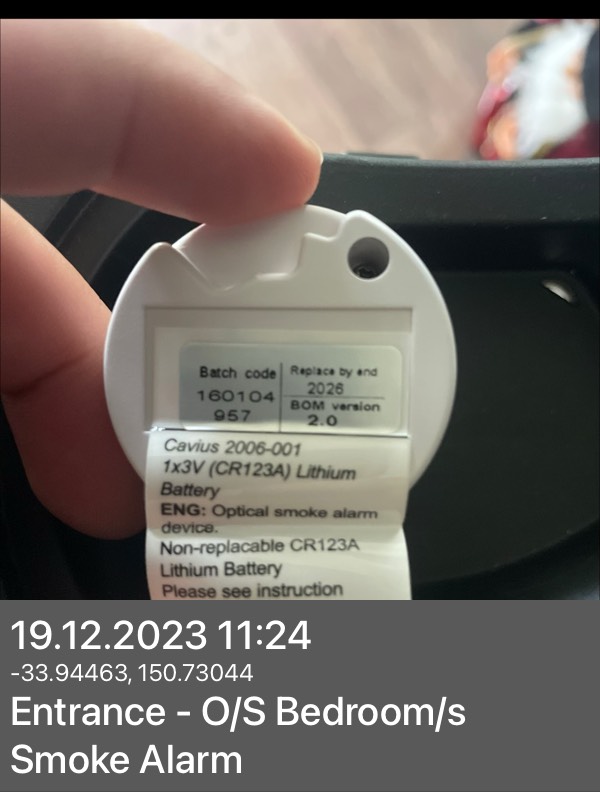 Batch code
160104
957
Replace by end
2026
BOM version
2.0
Cavius 2006-001
1x3V (CR123A) Lithium
Battery
ENG: Optical smoke alarm
device.
Non-replacable CR123A
Lithium Battery
Please see instruction
19.12.2023 11:24
-33.94463, 150.73044
Entrance - O/S Bedroom/s
Smoke Alarm